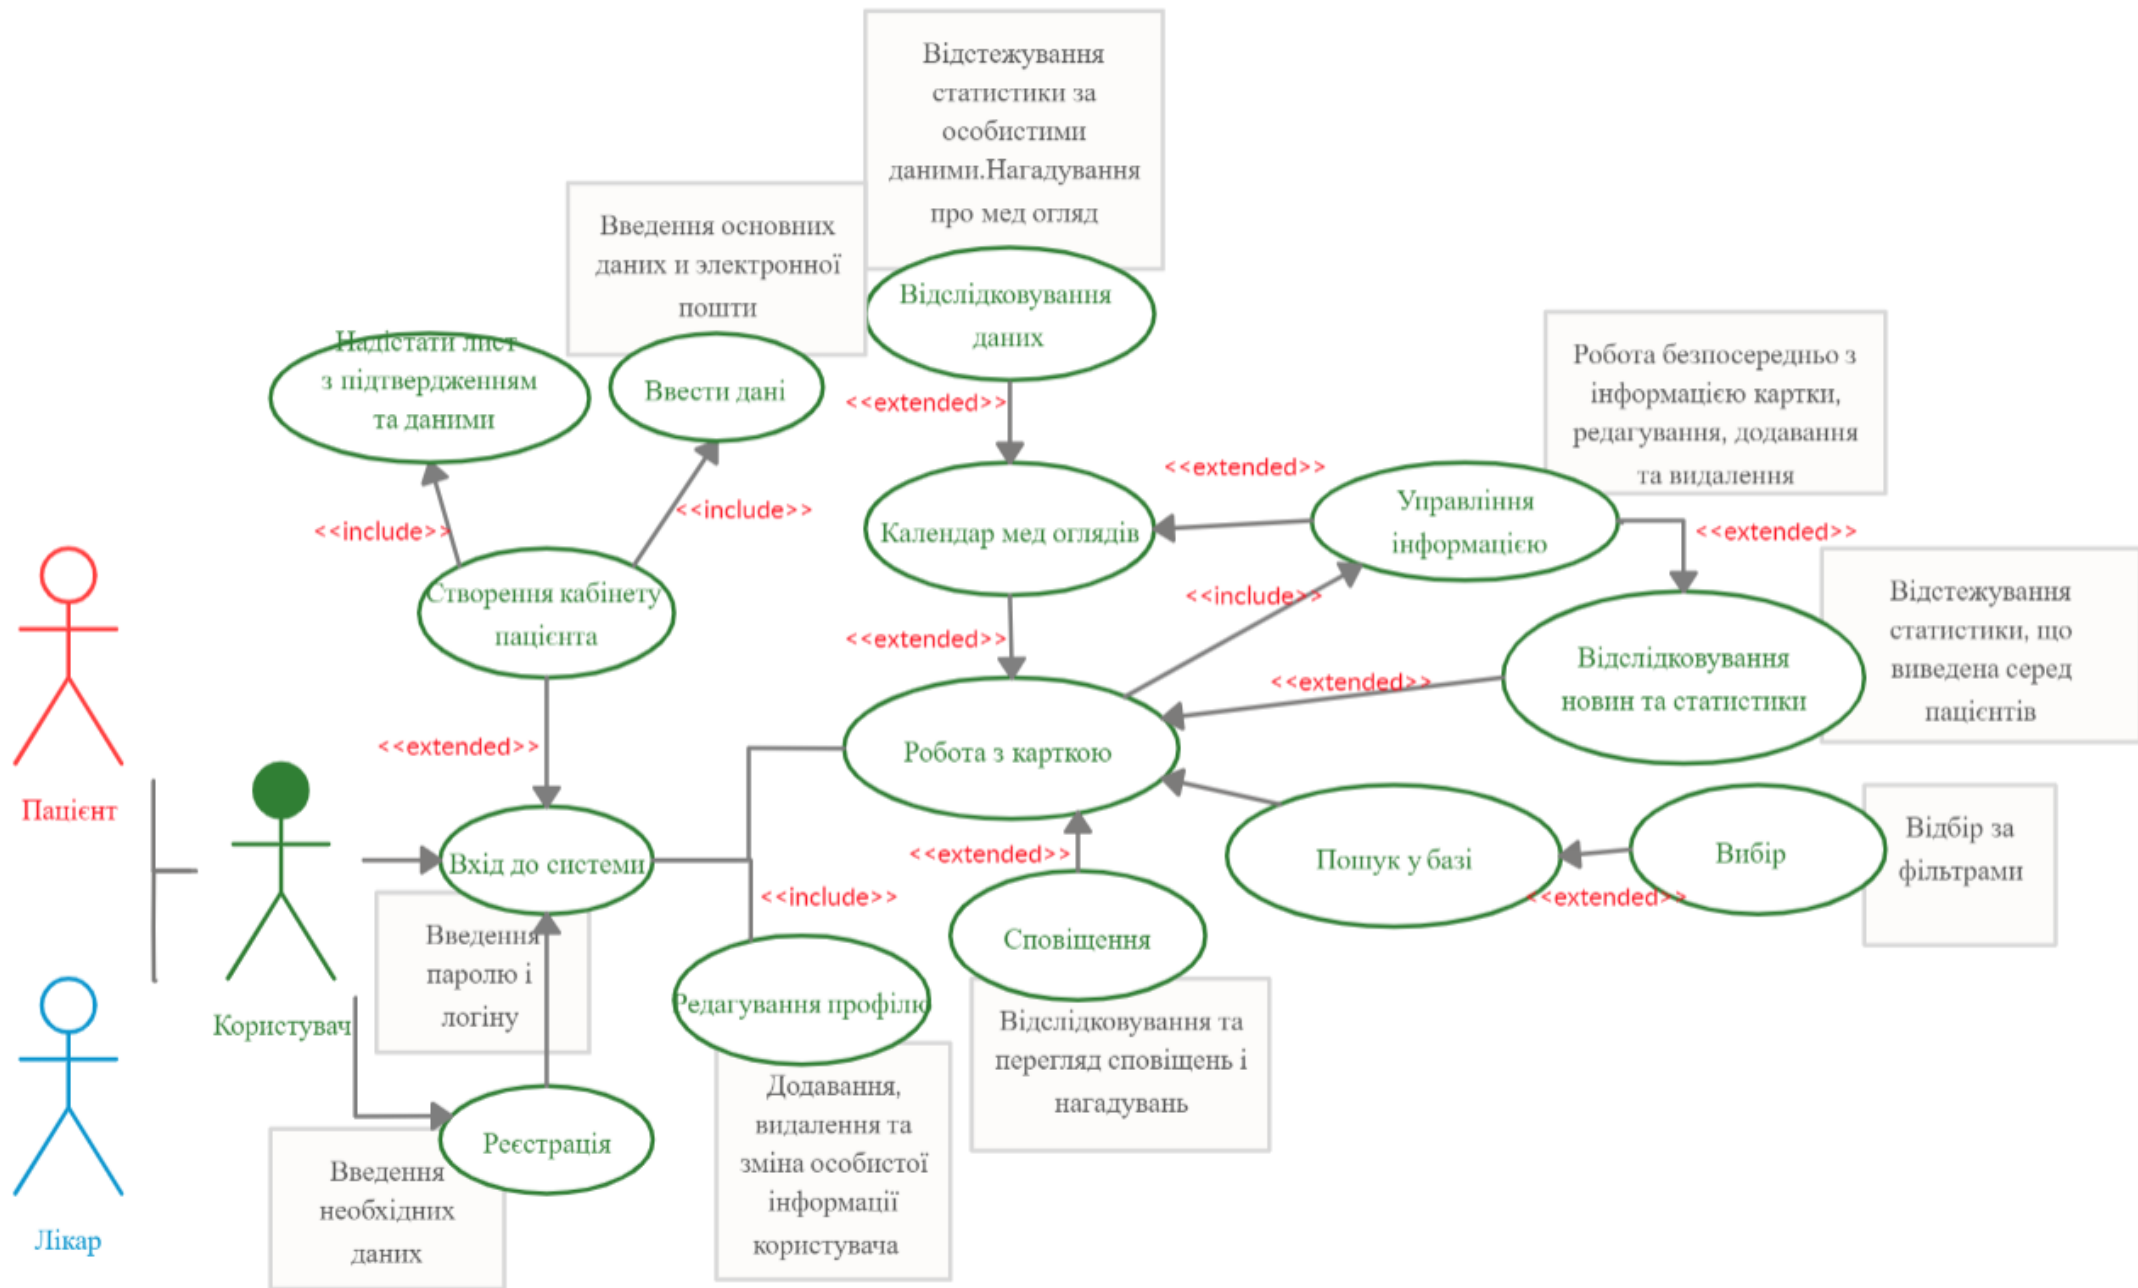 Відстежування
статистики за
особистими
даними.Нагадування
про мед огляд
Введення основних
даних и электронної
пошти
Відслідковування
даних
Надістати лист
з підтвердженням
та даними
Ввести дані
<<extended>>
Робота безпосередньо з
інформацією картки,
редагування, додавання
та видалення
<<include>>
<<include>>
Календар мед оглядів
<<extended>>
Управління
інформацією
<<extended>>
Створення кабінету
пацієнта
<<extended>>
<<include>>
Відстежування
статистики, що
виведена серед
пацієнтів
Відслідковування
новин та статистики
<<extended>>
<<extended>>
Робота з карткою
Пацієнт
Вхід до системи
<<extended>>
Пошук у базі
Вибір
Відбір за
фільтрами
<<extended>>
<<include>>
Введення
паролю і
логіну
Сповіщення
Користувач
Редагування профілю
Відслідковування та
перегляд сповіщень і
нагадувань
Реєстрація
Додавання,
видалення та
зміна особистої
інформації
користувача
Введення
необхідних
даних
Лікар